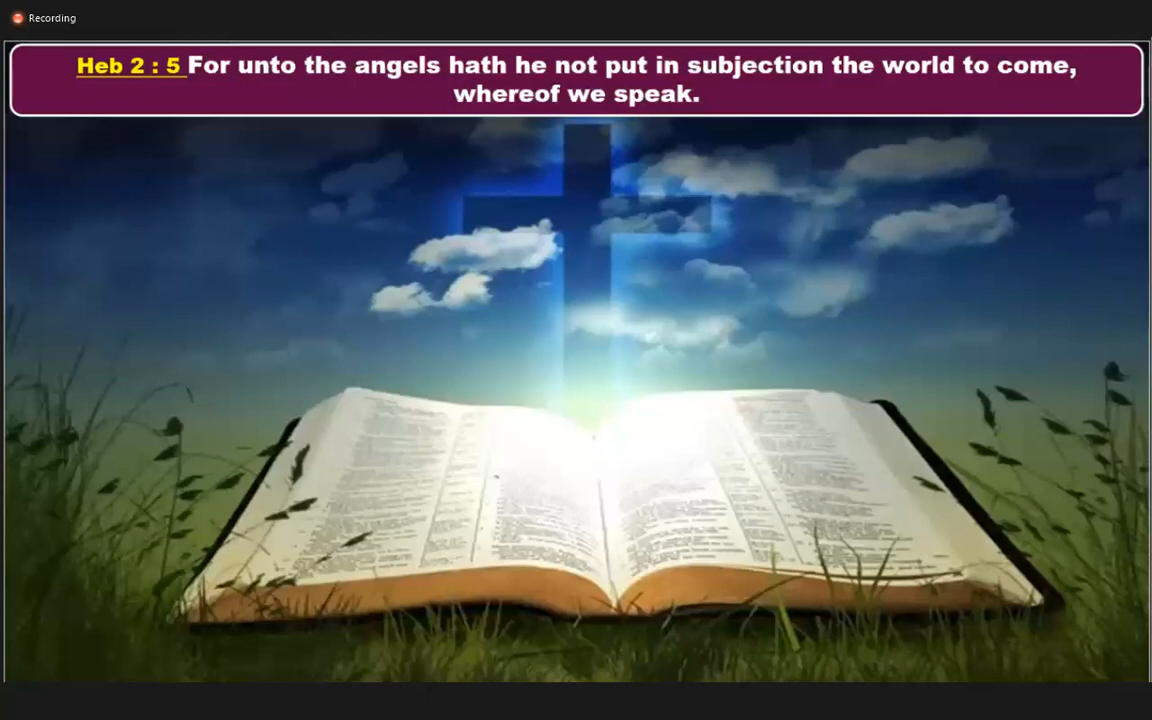 Recording
Heb 2 : 5 For unto the angels hath he not put in subjection the world to come,
whereof we speak.